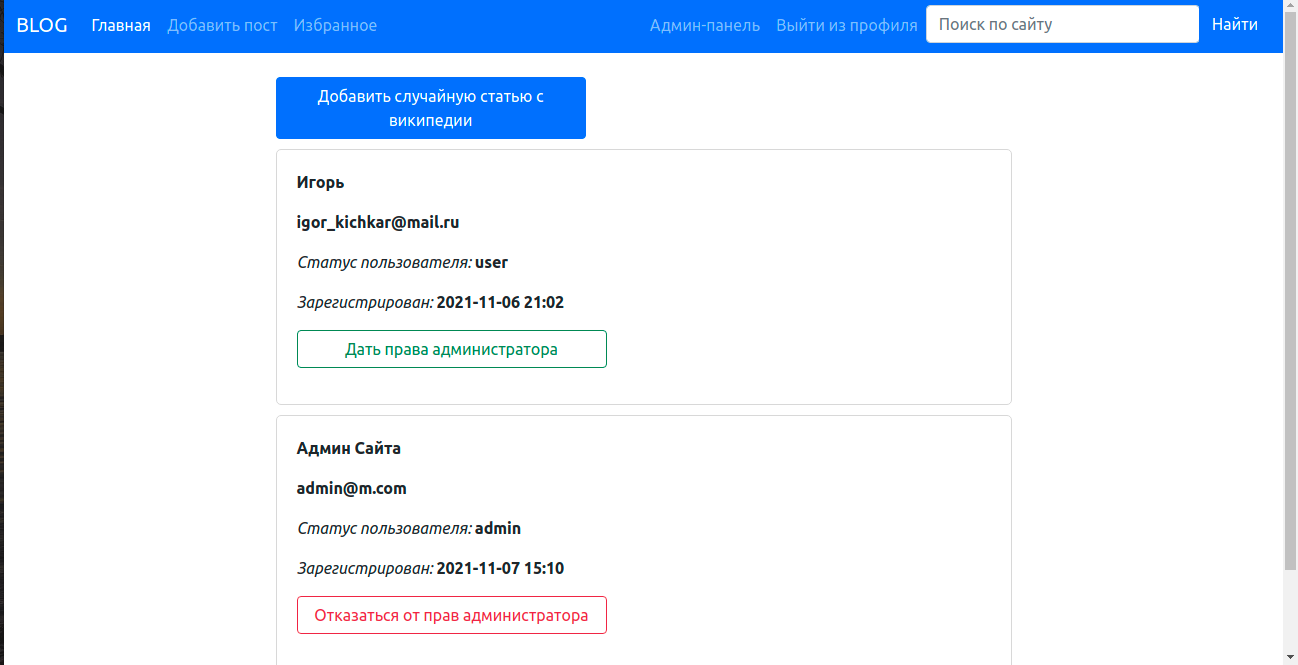 BLOG Главная Добавить пост Избранное Админ-панель Выйти из профиля Поиск по сайту Найти
Добавить случайную статью с
википедии
Игорь
igor_kichkar@mail.ru
Статус пользователя: user
Зарегистрирован: 2021-11-06 21:02
Дать права администратора
Админ Сайта
admin@m.com
Статус пользователя: admin
Зарегистрирован: 2021-11-07 15:10
Отказаться от прав администратора